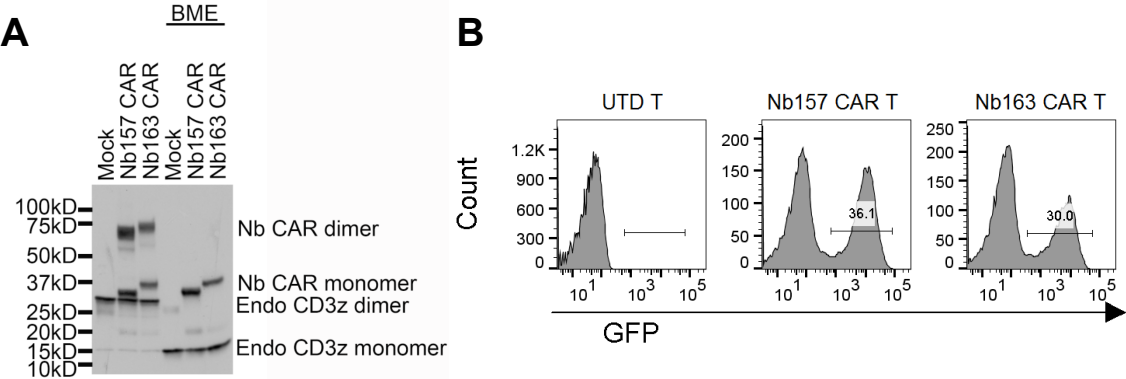 A
BME
Mock
Nb157 CAR
Nb163 CAR
Mock
Nb157 CAR
Nb163 CAR
100kD
75kD
50kD
37kD
25kD
20kD
15kD
10kD
Nb CAR dimer
Nb CAR monomer
Endo CD3z dimer
Endo CD3z monomer
B
UTD T
Nb157 CAR T
Nb163 CAR T
Count
1.2K
900
600
300
0
10¹ 10³ 10⁵
200
150
100
50
0
36.1
10¹ 10³ 10⁵
250
200
150
100
50
0
30.0
10¹ 10³ 10⁵
GFP